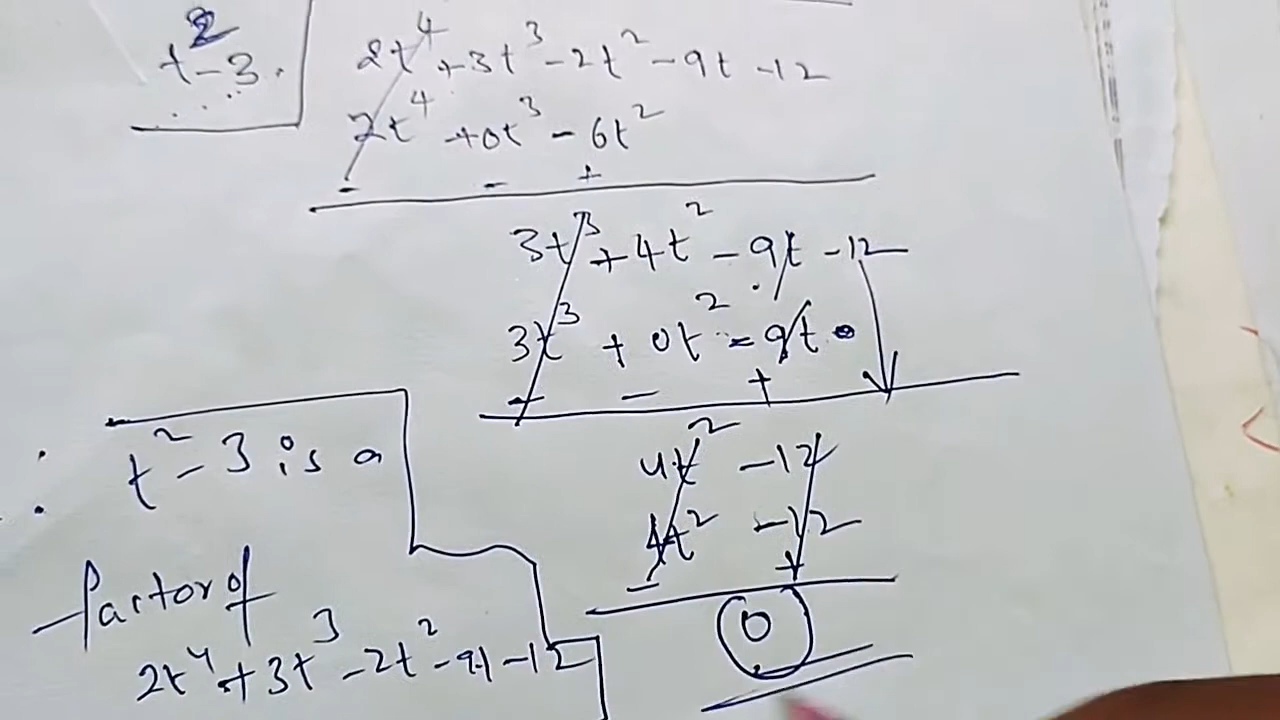 t² - 3.
2t⁴ + 3t³ - 2t² - 9t - 12
2t⁴ + 0t³ - 6t²
- - +
3t³ + 4t² - 9t - 12
3t³ + 0t² - 9t
- - +
4t² - 12
4t² - 12
- +
0
∴ t² - 3 is a
factor of
2t⁴ + 3t³ - 2t² - 9t - 12